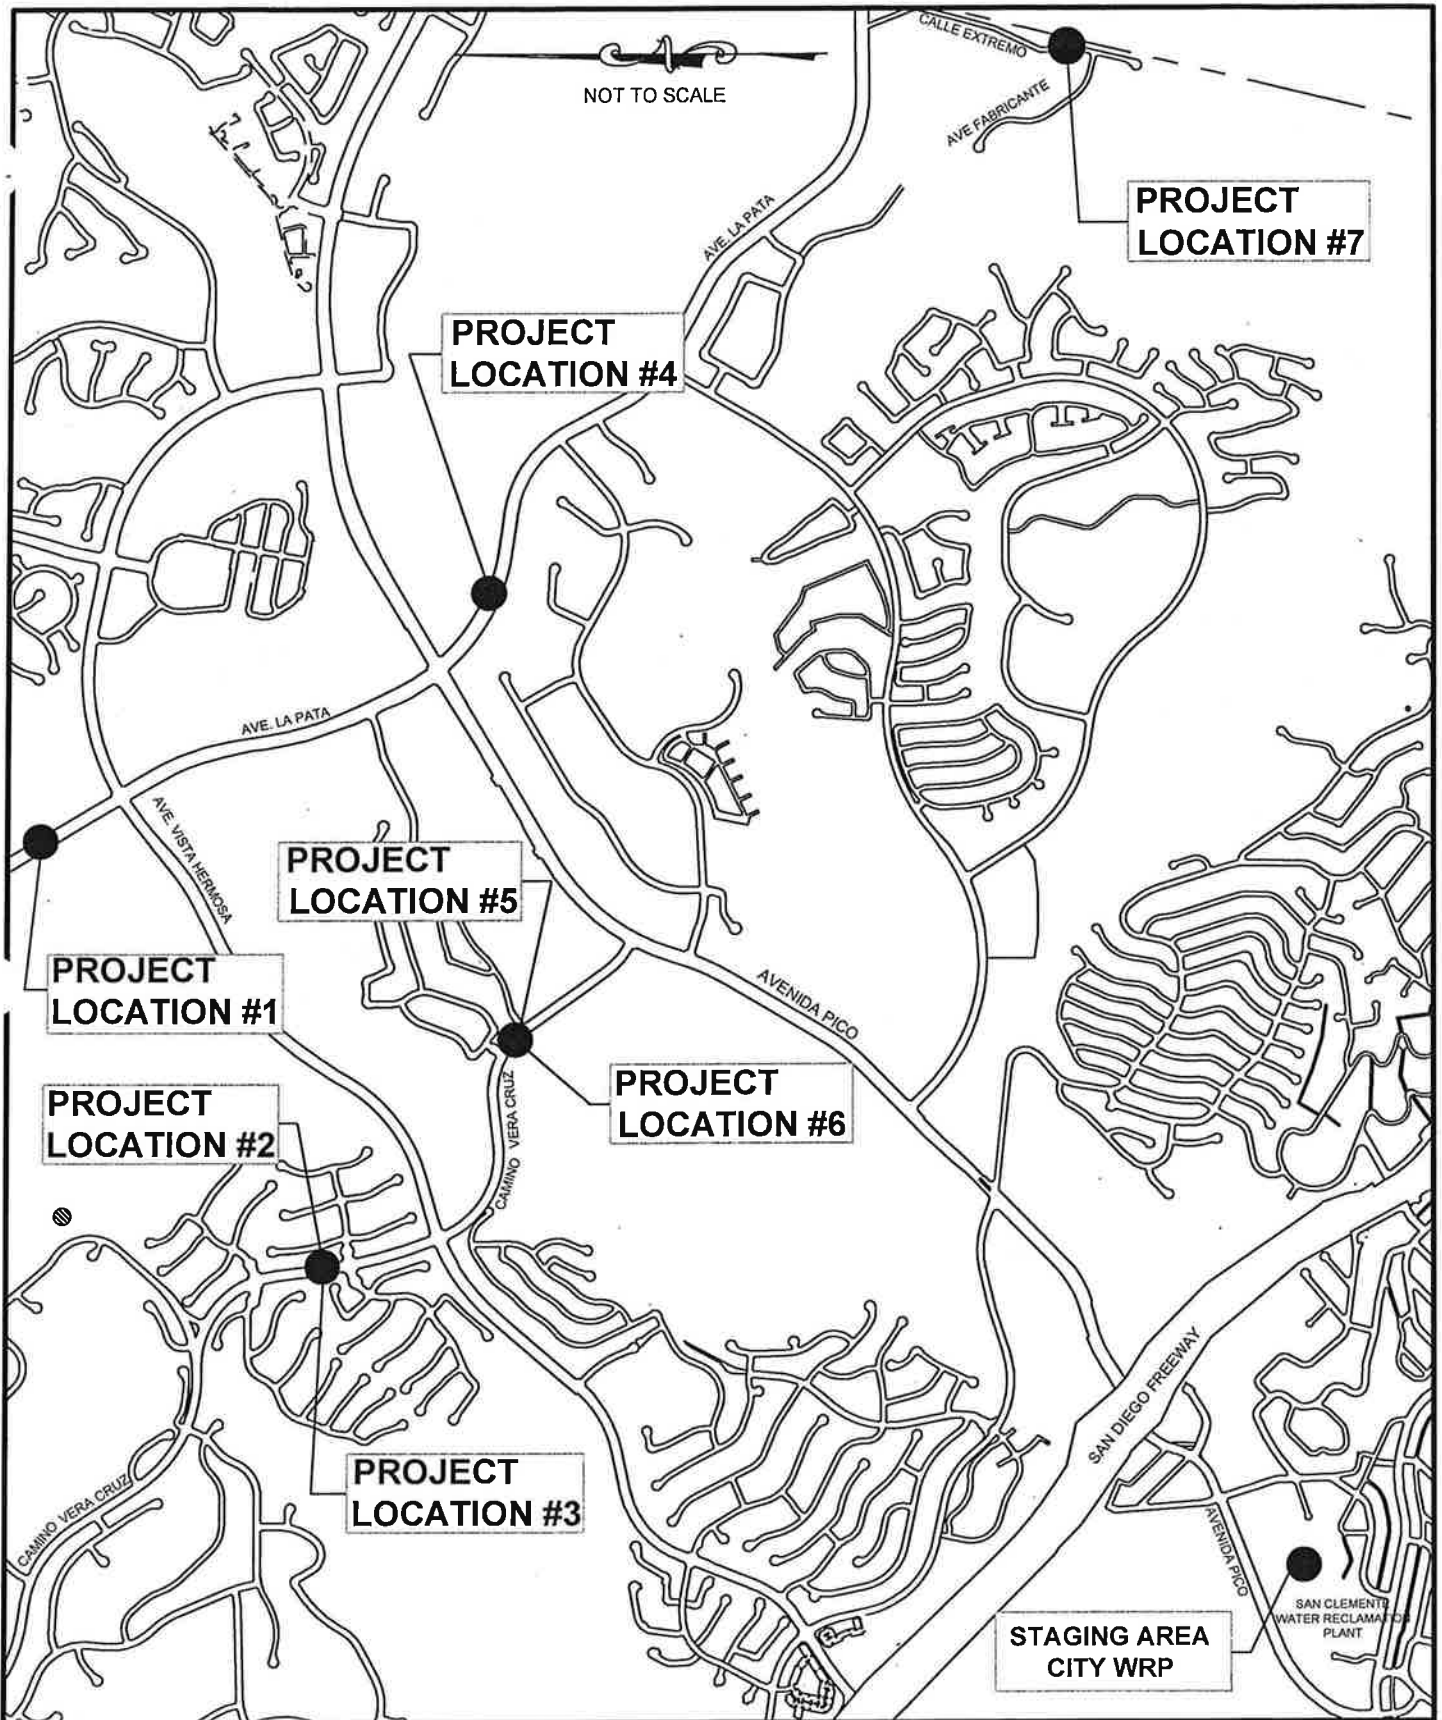 CALLE EXTREMO
NOT TO SCALE
AVE FABRICANTE
PROJECT
LOCATION #7
AVE. LA PATA
PROJECT
LOCATION #4
AVE. LA PATA
AVE. VISTA HERMOSA
PROJECT
LOCATION #5
PROJECT
LOCATION #1
AVENIDA PICO
PROJECT
LOCATION #6
PROJECT
LOCATION #2
CAMINO VERA CRUZ
SAN DIEGO FREEWAY
PROJECT
LOCATION #3
CAMINO VERA CRUZ
AVENIDA PICO
SAN CLEMENTE
WATER RECLAMATION
PLANT
STAGING AREA
CITY WRP